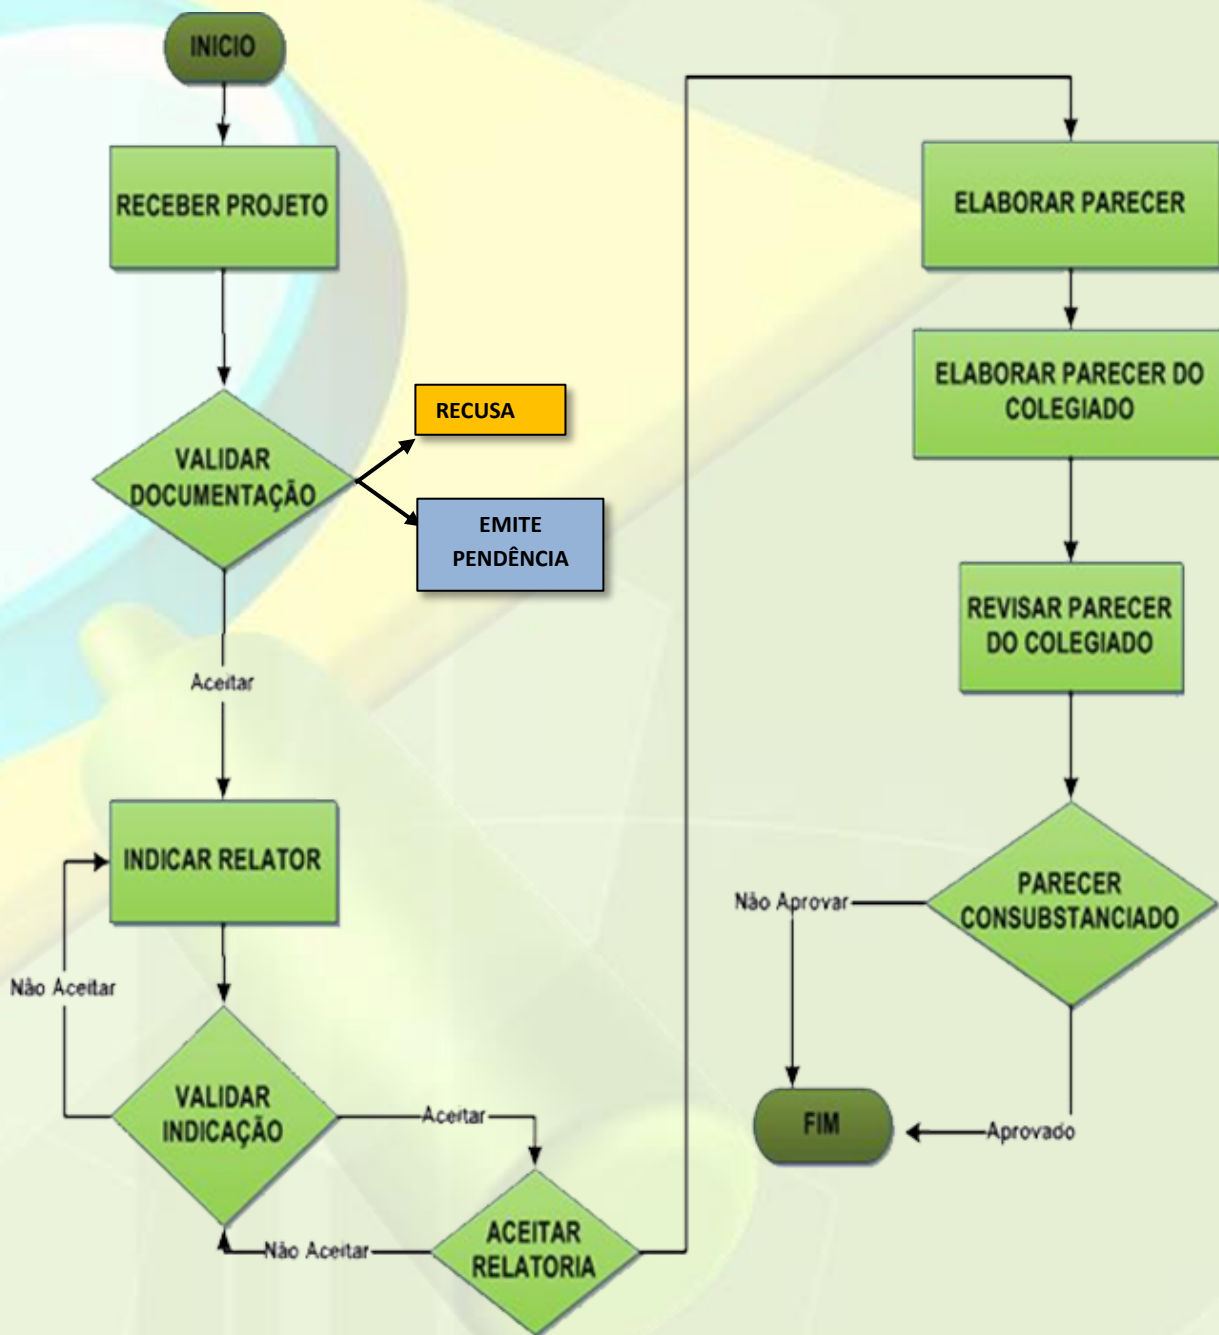 INICIO
RECEBER PROJETO
VALIDAR
DOCUMENTAÇÃO
RECUSA
EMITE
PENDÊNCIA
Aceitar
INDICAR RELATOR
Não Aceitar
VALIDAR
INDICAÇÃO
Aceitar
ACEITAR
RELATORIA
Não Aceitar
ELABORAR PARECER
ELABORAR PARECER DO
COLEGIADO
REVISAR PARECER
DO COLEGIADO
PARECER
CONSUBSTANCIADO
Não Aprovar
Aprovado
FIM